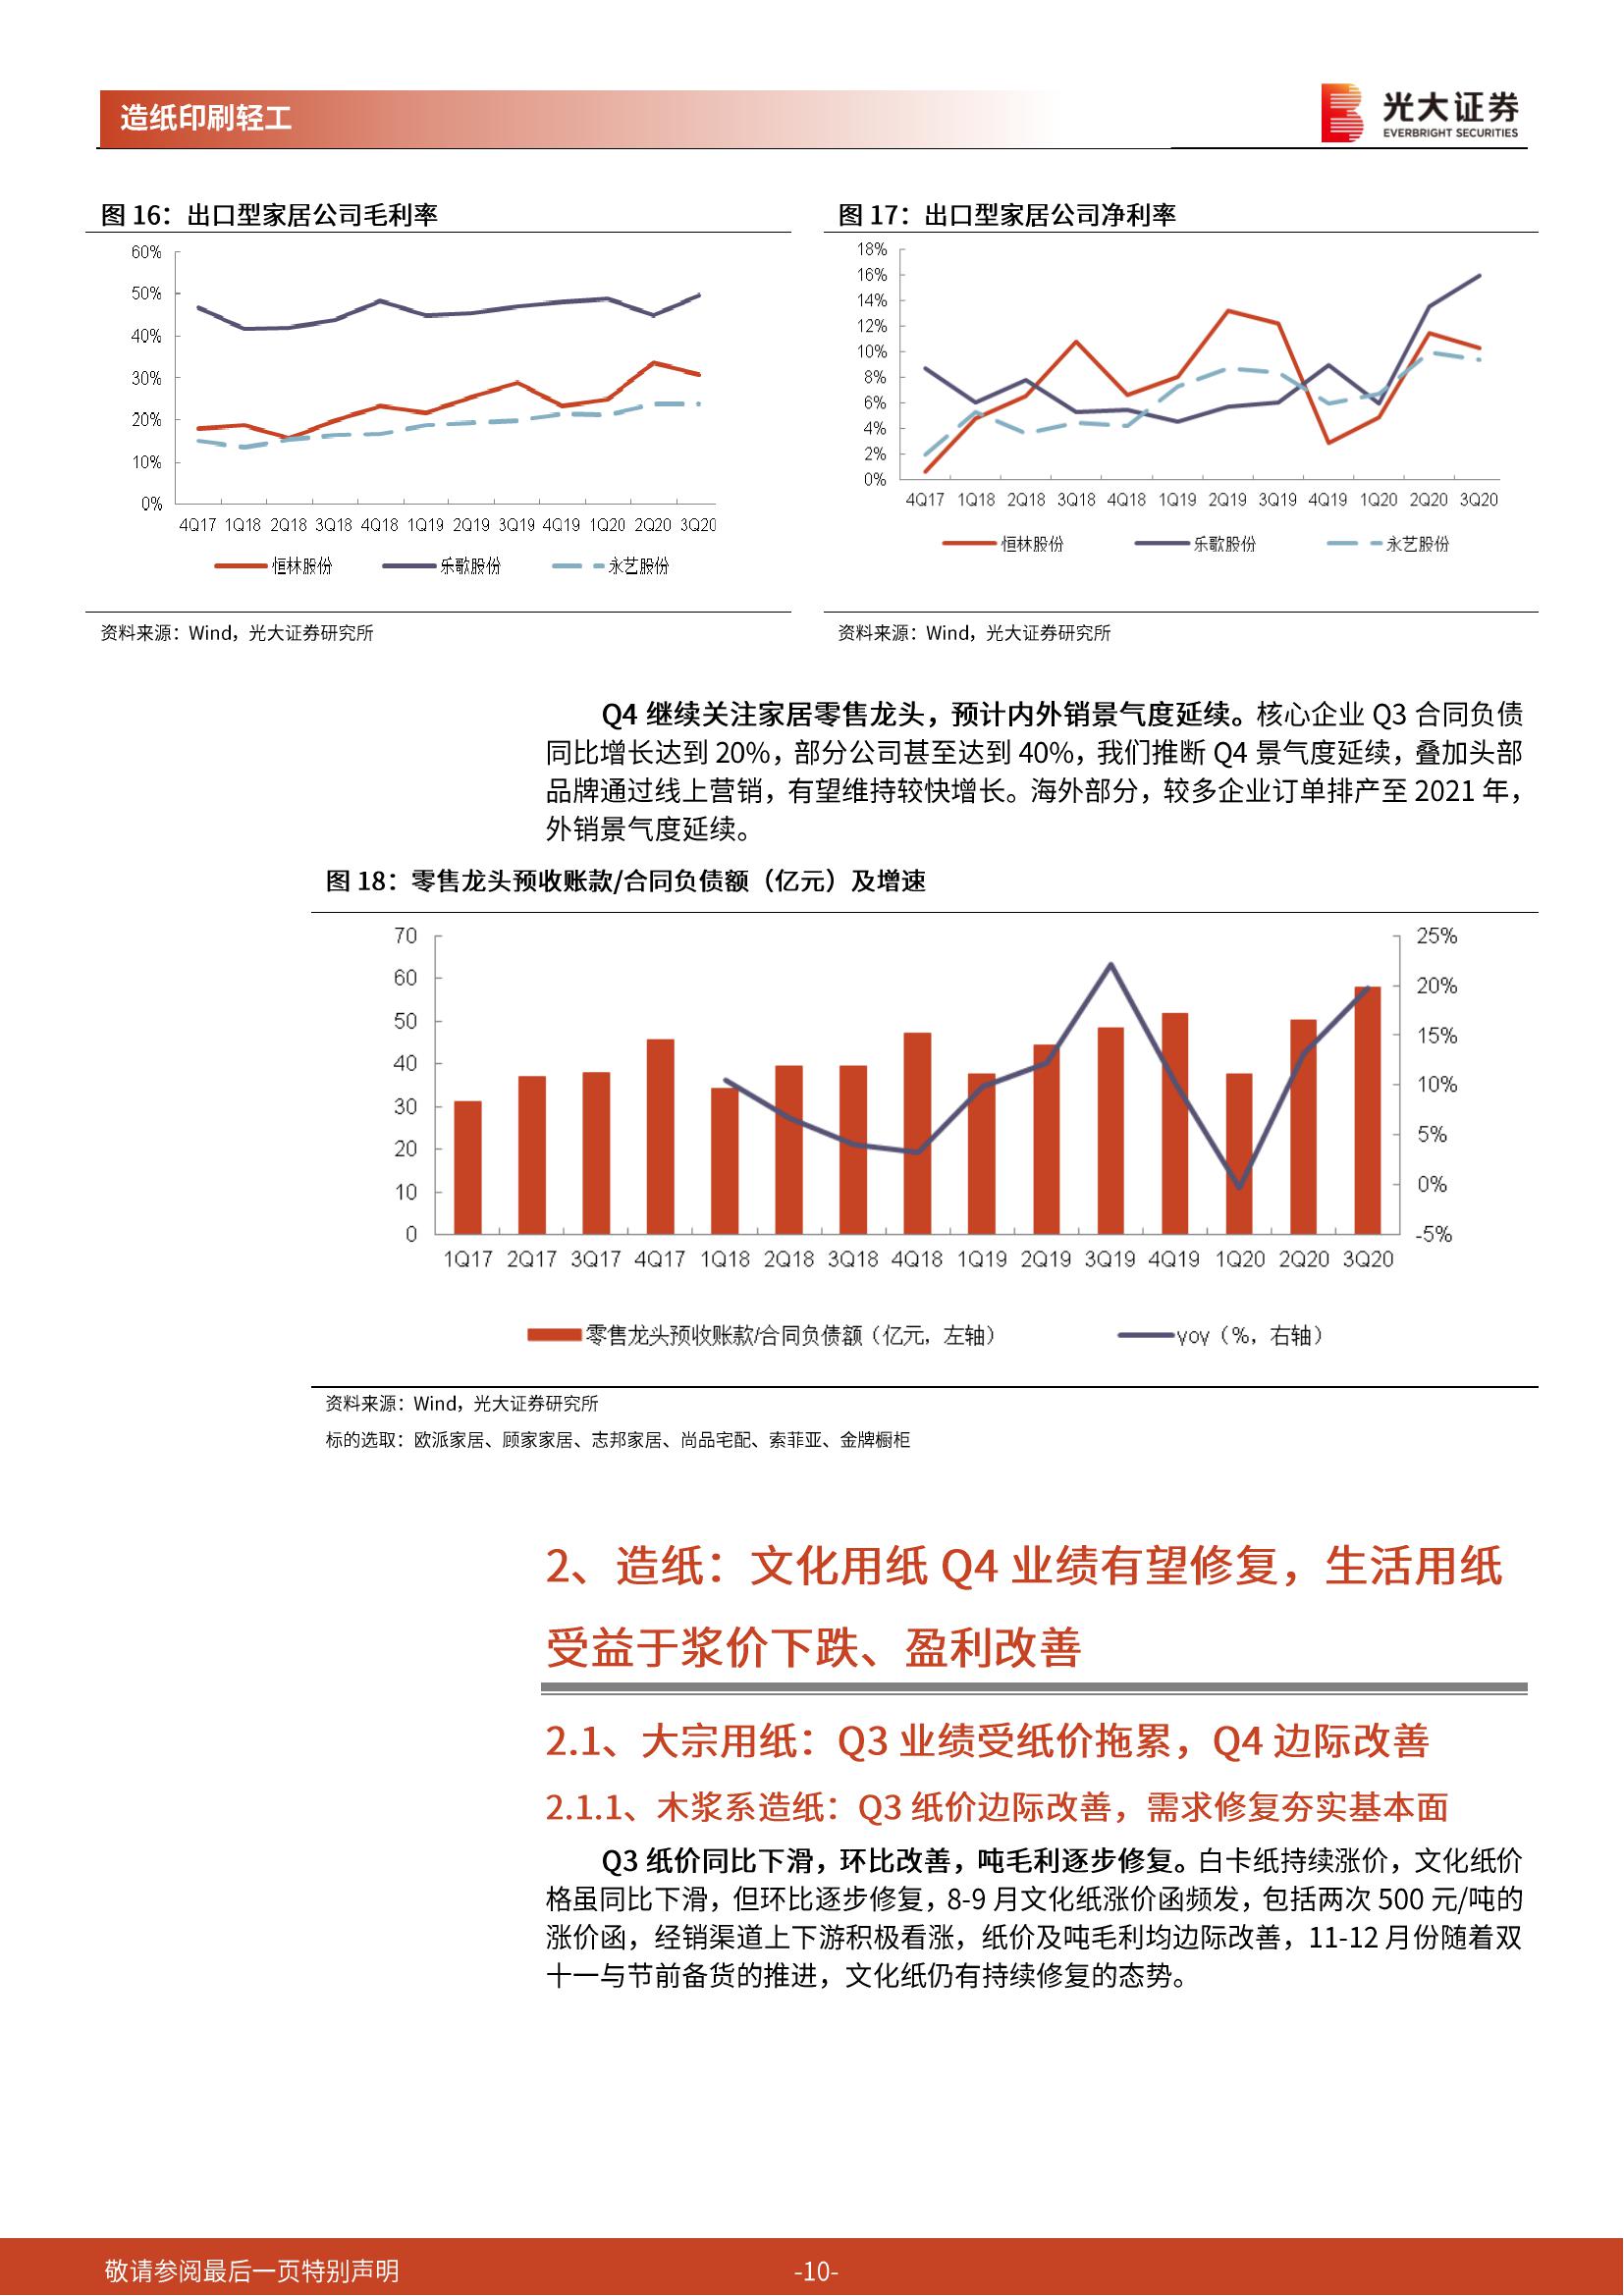 造纸印刷轻工
光大证券
EVERBRIGHT SECURITIES
图 16：出口型家居公司毛利率
60%
50%
40%
30%
20%
10%
0%
4Q17 1Q18 2Q18 3Q18 4Q18 1Q19 2Q19 3Q19 4Q19 1Q20 2Q20 3Q20
恒林股份 乐歌股份 永艺股份
资料来源：Wind，光大证券研究所
图 17：出口型家居公司净利率
18%
16%
14%
12%
10%
8%
6%
4%
2%
0%
4Q17 1Q18 2Q18 3Q18 4Q18 1Q19 2Q19 3Q19 4Q19 1Q20 2Q20 3Q20
恒林股份 乐歌股份 永艺股份
资料来源：Wind，光大证券研究所
Q4 继续关注家居零售龙头，预计内外销景气度延续。核心企业 Q3 合同负债
同比增长达到 20%，部分公司甚至达到 40%，我们推断 Q4 景气度延续，叠加头部
品牌通过线上营销，有望维持较快增长。海外部分，较多企业订单排产至 2021 年，
外销景气度延续。
图 18：零售龙头预收账款/合同负债额（亿元）及增速
70
60
50
40
30
20
10
0
25%
20%
15%
10%
5%
0%
-5%
1Q17 2Q17 3Q17 4Q17 1Q18 2Q18 3Q18 4Q18 1Q19 2Q19 3Q19 4Q19 1Q20 2Q20 3Q20
零售龙头预收账款/合同负债额（亿元，左轴） yoy（%，右轴）
资料来源：Wind，光大证券研究所
标的选取：欧派家居、顾家家居、志邦家居、尚品宅配、索菲亚、金牌橱柜
2、造纸：文化用纸 Q4 业绩有望修复，生活用纸
受益于浆价下跌、盈利改善
2.1、大宗用纸：Q3 业绩受纸价拖累，Q4 边际改善
2.1.1、木浆系造纸：Q3 纸价边际改善，需求修复夯实基本面
Q3 纸价同比下滑，环比改善，吨毛利逐步修复。白卡纸持续涨价，文化纸价
格虽同比下滑，但环比逐步修复，8-9 月文化纸涨价函频发，包括两次 500 元/吨的
涨价函，经销渠道上下游积极看涨，纸价及吨毛利均边际改善，11-12 月份随着双
十一与节前备货的推进，文化纸仍有持续修复的态势。
敬请参阅最后一页特别声明
-10-